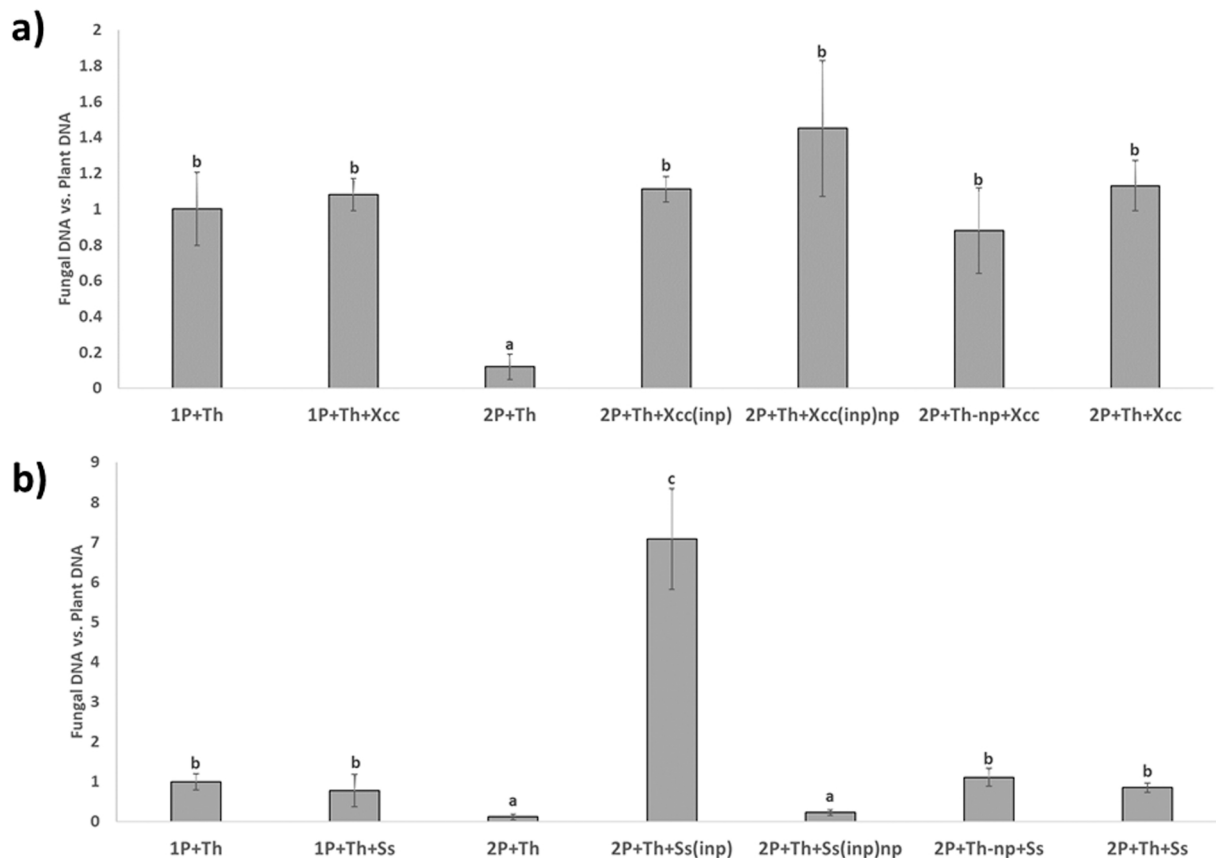 a)
Fungal DNA vs. Plant DNA
2
1.8
1.6
1.4
1.2
1
0.8
0.6
0.4
0.2
0
b b a b b b b
1P+Th 1P+Th+Xcc 2P+Th 2P+Th+Xcc(inp) 2P+Th+Xcc(inp)np 2P+Th-np+Xcc 2P+Th+Xcc
b)
Fungal DNA vs. Plant DNA
9
8
7
6
5
4
3
2
1
0
b b a c a b b
1P+Th 1P+Th+Ss 2P+Th 2P+Th+Ss(inp) 2P+Th+Ss(inp)np 2P+Th-np+Ss 2P+Th+Ss